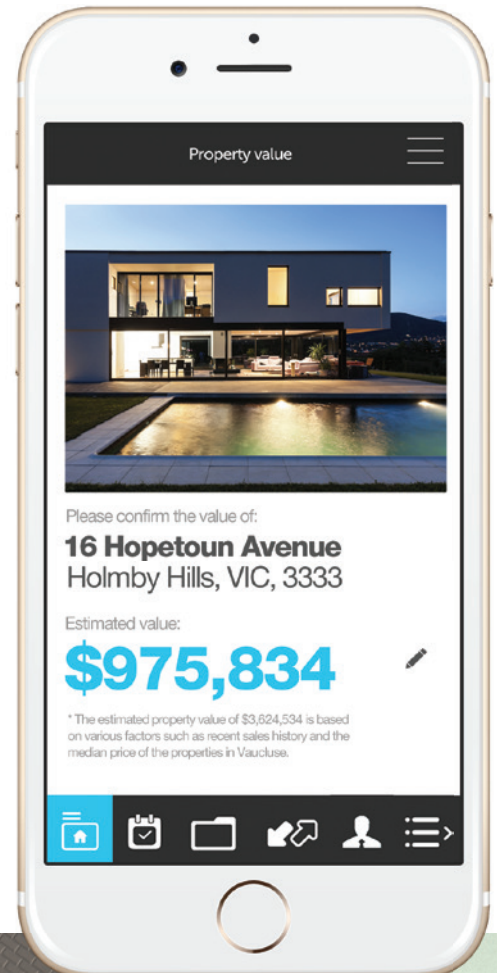 Property value
Please confirm the value of:
16 Hopetoun Avenue
Holmby Hills, VIC, 3333
Estimated value:
$975,834
* The estimated property value of $3,624,534 is based
on various factors such as recent sales history and the
median price of the properties in Vaucluse.